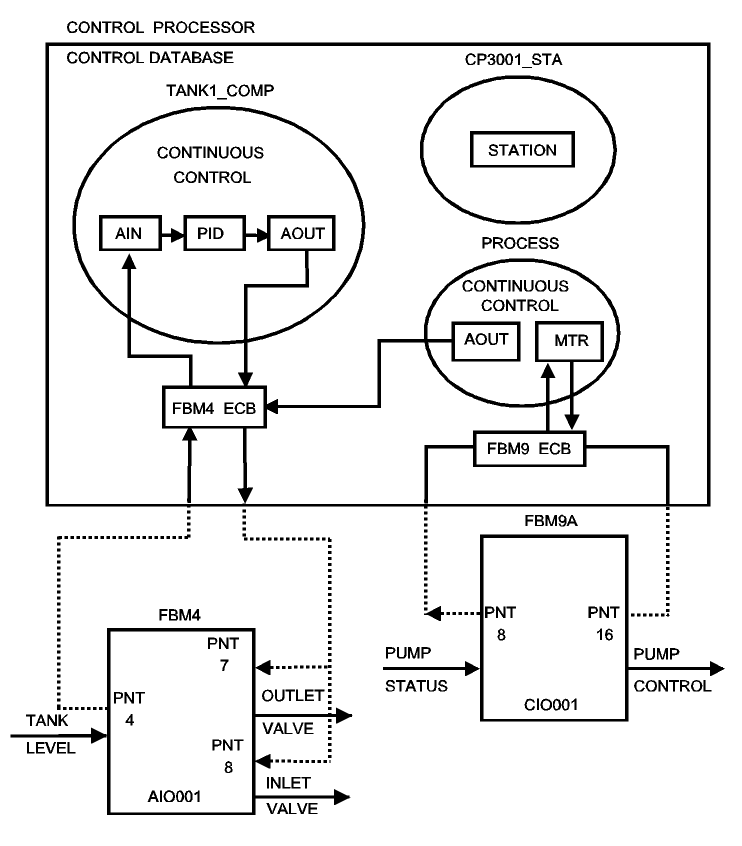 CONTROL PROCESSOR
CONTROL DATABASE
CP3001_STA
TANK1_COMP
CONTINUOUS
CONTROL
STATION
AIN
PID
AOUT
PROCESS
CONTINUOUS
CONTROL
AOUT
MTR
FBM4 ECB
FBM9 ECB
FBM9A
FBM4
PNT
7
PNT
4
TANK
LEVEL
OUTLET
VALVE
PNT
8
AIO001
INLET
VALVE
PNT
8
PNT
16
PUMP
STATUS
PUMP
CONTROL
CIO001